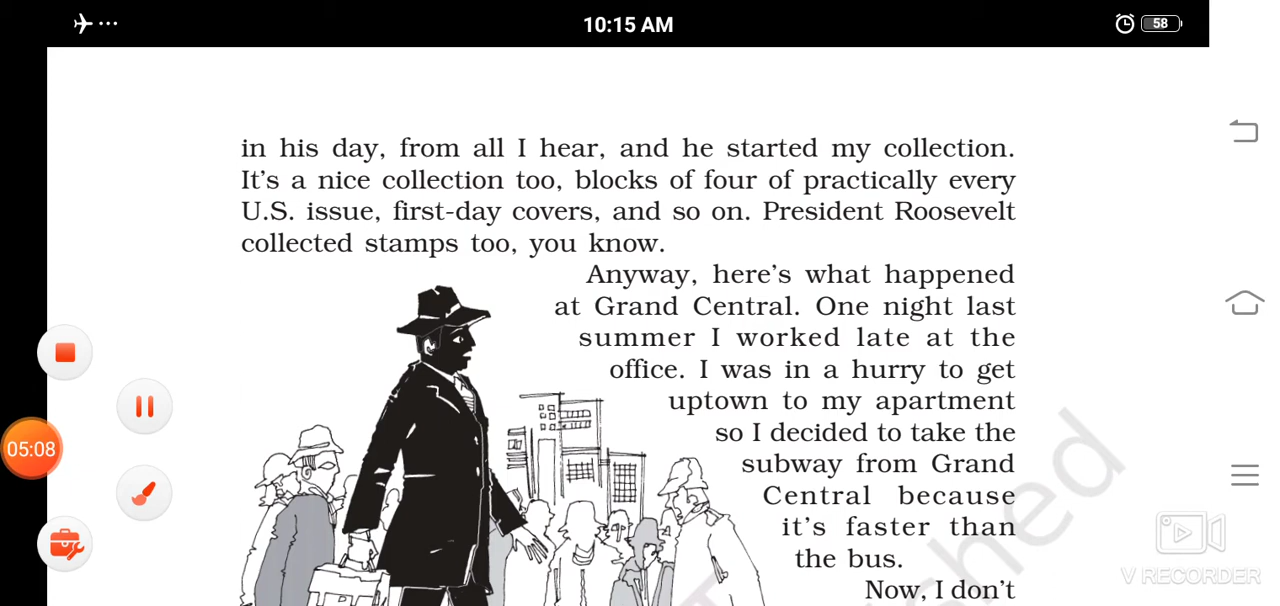 10:15 AM
58
in his day, from all I hear, and he started my collection.
It's a nice collection too, blocks of four of practically every
U.S. issue, first-day covers, and so on. President Roosevelt
collected stamps too, you know.
Anyway, here's what happened
at Grand Central. One night last
summer I worked late at the
office. I was in a hurry to get
uptown to my apartment
so I decided to take the
subway from Grand
Central because
it's faster than
the bus.
Now, I don't
05:08
V RECORDER